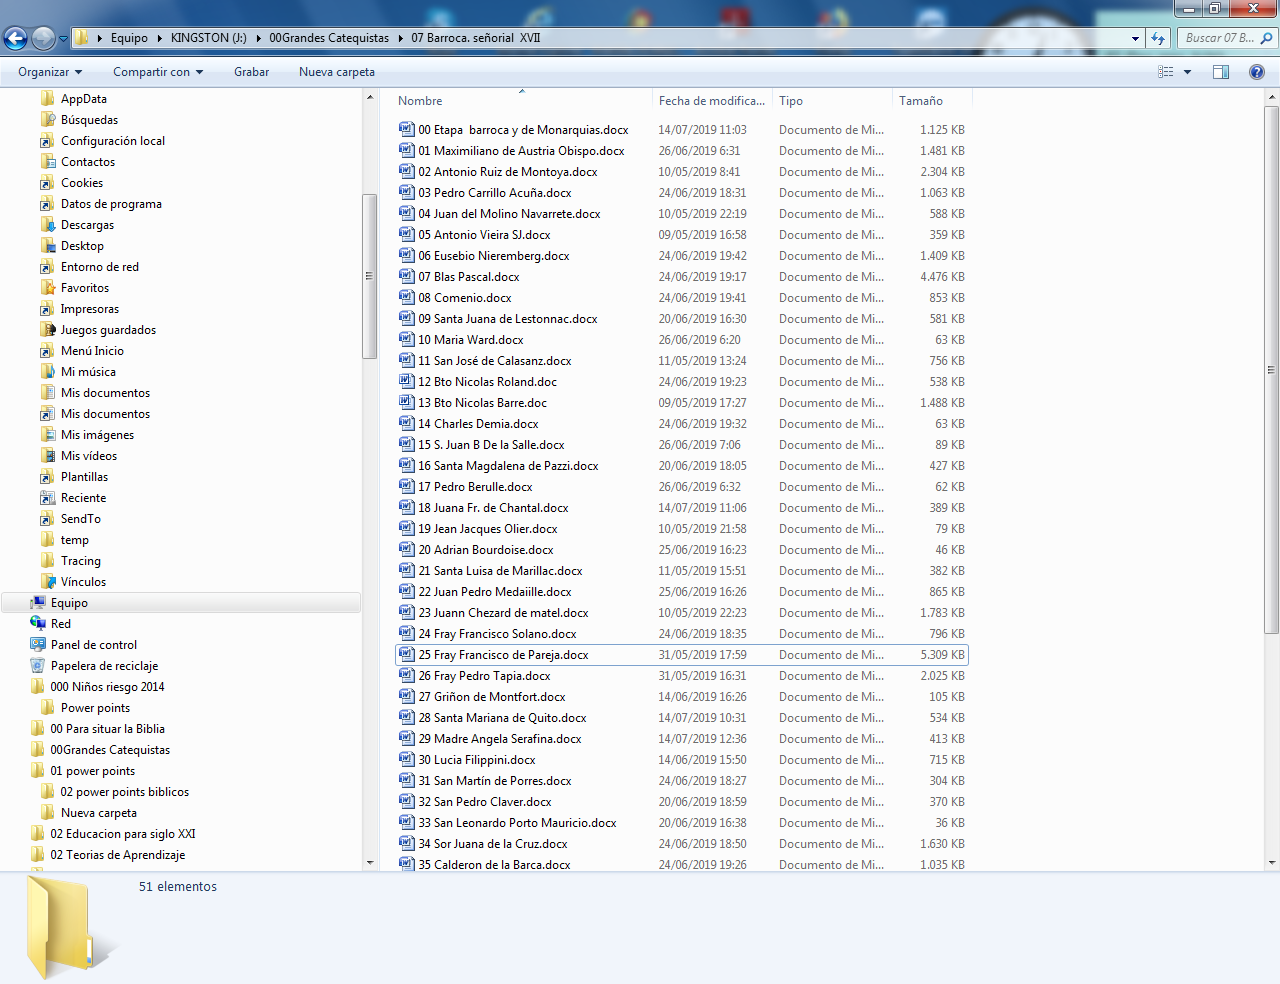 Equipo KINGSTON (J:) 00Grandes Catequistas 07 Barroca. señorial  XVII
Buscar 07 B...
Organizar Compartir con Grabar Nueva carpeta
AppData
Búsquedas
Configuración local
Contactos
Cookies
Datos de programa
Descargas
Desktop
Entorno de red
Favoritos
Impresoras
Juegos guardados
Menú Inicio
Mi música
Mis documentos
Mis documentos
Mis imágenes
Mis vídeos
Plantillas
Reciente
SendTo
temp
Tracing
Vínculos
Equipo
Red
Panel de control
Papelera de reciclaje
000 Niños riesgo 2014
Power points
00 Para situar la Biblia
00Grandes Catequistas
01 power points
02 power points biblicos
Nueva carpeta
02 Educacion para siglo XXI
02 Teorias de Aprendizaje
Nombre Fecha de modifica... Tipo Tamaño
00 Etapa  barroca y de Monarquias.docx 14/07/2019 11:03 Documento de Mi... 1.125 KB
01 Maximiliano de Austria Obispo.docx 26/06/2019 6:31 Documento de Mi... 1.481 KB
02 Antonio Ruiz de Montoya.docx 10/05/2019 8:41 Documento de Mi... 2.304 KB
03 Pedro Carrillo Acuña.docx 24/06/2019 18:31 Documento de Mi... 1.063 KB
04 Juan del Molino Navarrete.docx 10/05/2019 22:19 Documento de Mi... 588 KB
05 Antonio Vieira SJ.docx 09/05/2019 16:58 Documento de Mi... 359 KB
06 Eusebio Nieremberg.docx 24/06/2019 19:42 Documento de Mi... 1.409 KB
07 Blas Pascal.docx 24/06/2019 19:17 Documento de Mi... 4.476 KB
08 Comenio.docx 24/06/2019 19:41 Documento de Mi... 853 KB
09 Santa Juana de Lestonnac.docx 20/06/2019 16:30 Documento de Mi... 581 KB
10 Maria Ward.docx 26/06/2019 6:20 Documento de Mi... 63 KB
11 San José de Calasanz.docx 11/05/2019 13:24 Documento de Mi... 756 KB
12 Bto Nicolas Roland.doc 24/06/2019 19:23 Documento de Mi... 538 KB
13 Bto Nicolas Barre.doc 09/05/2019 17:27 Documento de Mi... 1.488 KB
14 Charles Demia.docx 24/06/2019 19:32 Documento de Mi... 63 KB
15 S. Juan B De la Salle.docx 26/06/2019 7:06 Documento de Mi... 89 KB
16 Santa Magdalena de Pazzi.docx 20/06/2019 18:05 Documento de Mi... 427 KB
17 Pedro Berulle.docx 26/06/2019 6:32 Documento de Mi... 62 KB
18 Juana Fr. de Chantal.docx 14/07/2019 11:06 Documento de Mi... 389 KB
19 Jean Jacques Olier.docx 10/05/2019 21:58 Documento de Mi... 79 KB
20 Adrian Bourdoise.docx 25/06/2019 16:23 Documento de Mi... 46 KB
21 Santa Luisa de Marillac.docx 11/05/2019 15:51 Documento de Mi... 382 KB
22 Juan Pedro Medaiille.docx 25/06/2019 16:26 Documento de Mi... 865 KB
23 Juann Chezard de matel.docx 10/05/2019 22:23 Documento de Mi... 1.783 KB
24 Fray Francisco Solano.docx 24/06/2019 18:35 Documento de Mi... 796 KB
25 Fray Francisco de Pareja.docx 31/05/2019 17:59 Documento de Mi... 5.309 KB
26 Fray Pedro Tapia.docx 31/05/2019 16:31 Documento de Mi... 2.025 KB
27 Griñon de Montfort.docx 14/06/2019 16:26 Documento de Mi... 105 KB
28 Santa Mariana de Quito.docx 14/07/2019 10:31 Documento de Mi... 534 KB
29 Madre Angela Serafina.docx 14/07/2019 12:36 Documento de Mi... 413 KB
30 Lucia Filippini.docx 14/06/2019 15:50 Documento de Mi... 715 KB
31 San Martín de Porres.docx 24/06/2019 18:27 Documento de Mi... 304 KB
32 San Pedro Claver.docx 20/06/2019 18:59 Documento de Mi... 370 KB
33 San Leonardo Porto Mauricio.docx 20/06/2019 16:38 Documento de Mi... 36 KB
34 Sor Juana de la Cruz.docx 24/06/2019 18:50 Documento de Mi... 1.630 KB
35 Calderon de la Barca.docx 24/06/2019 19:26 Documento de Mi... 1.035 KB
51 elementos